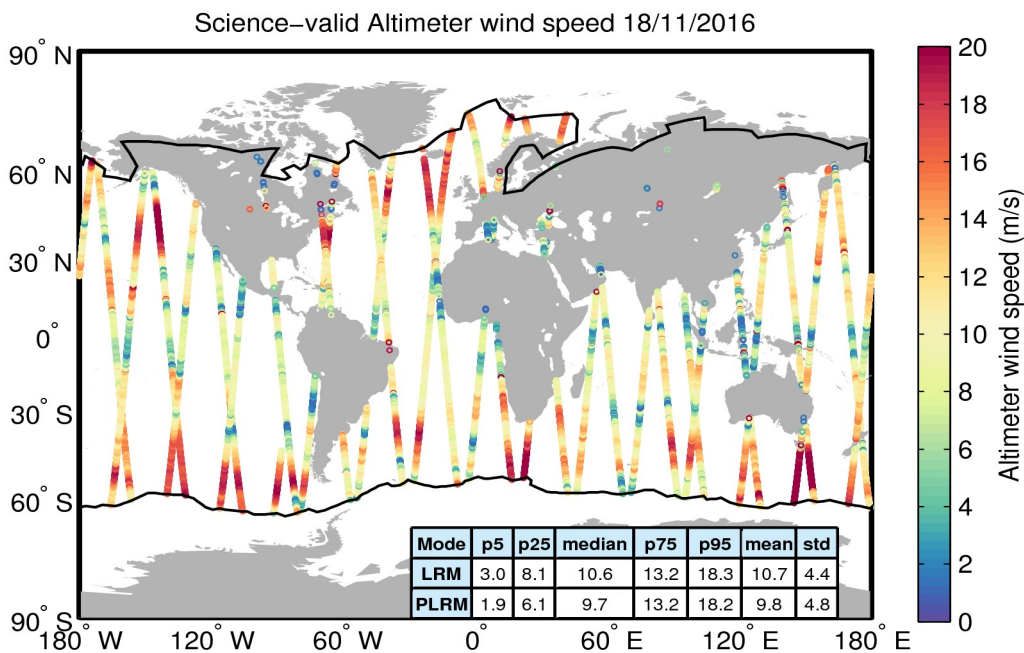 Science−valid Altimeter wind speed 18/11/2016
90° N
60° N
30° N
0°
30° S
60° S
90° S
180° W
120° W
60° W
0°
60° E
120° E
180° E
Mode p5 p25 median p75 p95 mean std
LRM 3.0 8.1 10.6 13.2 18.3 10.7 4.4
PLRM 1.9 6.1 9.7 13.2 18.2 9.8 4.8
20
18
16
14
12
10
8
6
4
2
0
Altimeter wind speed (m/s)